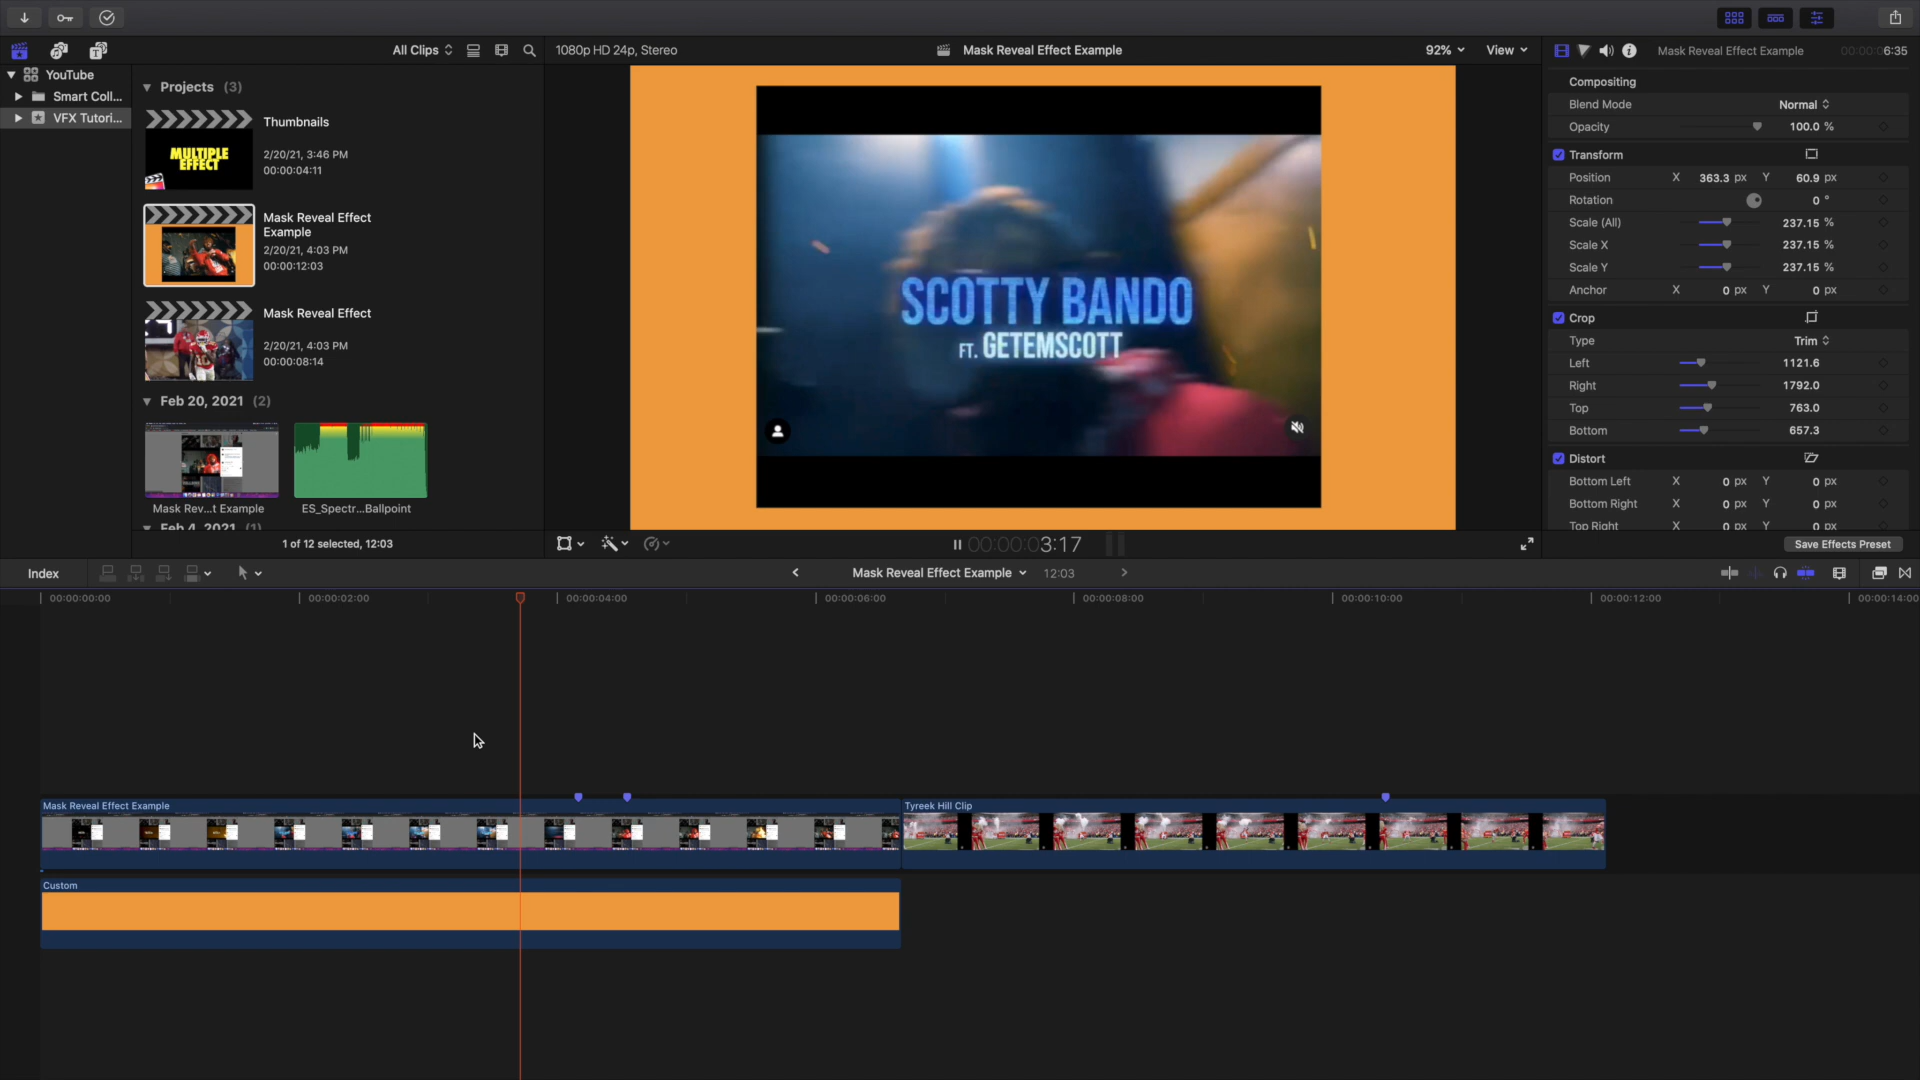 All Clips
1080p HD 24p, Stereo
Mask Reveal Effect Example
92%
View
Mask Reveal Effect Example
00:00:06:35
YouTube
Smart Coll...
VFX Tutori...
Projects (3)
Thumbnails
2/20/21, 3:46 PM
00:00:04:11
MULTIPLE
EFFECT
Mask Reveal Effect
Example
2/20/21, 4:03 PM
00:00:12:03
Mask Reveal Effect
2/20/21, 4:03 PM
00:00:08:14
Feb 20, 2021 (2)
Mask Rev...t Example
ES_Spectr...Ballpoint
Feb 4, 2021 (1)
1 of 12 selected, 12:03
SCOTTY BANDO
FT. GETEMSCOTT
00:00:00:3:17
Compositing
Blend Mode Normal
Opacity 100.0 %
Transform
Position X 363.3 px Y 60.9 px
Rotation 0 °
Scale (All) 237.15 %
Scale X 237.15 %
Scale Y 237.15 %
Anchor X 0 px Y 0 px
Crop
Type Trim
Left 1121.6
Right 1792.0
Top 763.0
Bottom 657.3
Distort
Bottom Left X 0 px Y 0 px
Bottom Right X 0 px Y 0 px
Top Right X 0 px Y 0 px
Save Effects Preset
Index
Mask Reveal Effect Example
12:03
00:00:00:00
00:00:02:00
00:00:04:00
00:00:06:00
00:00:08:00
00:00:10:00
00:00:12:00
00:00:14:00
Mask Reveal Effect Example
Tyreek Hill Clip
Custom